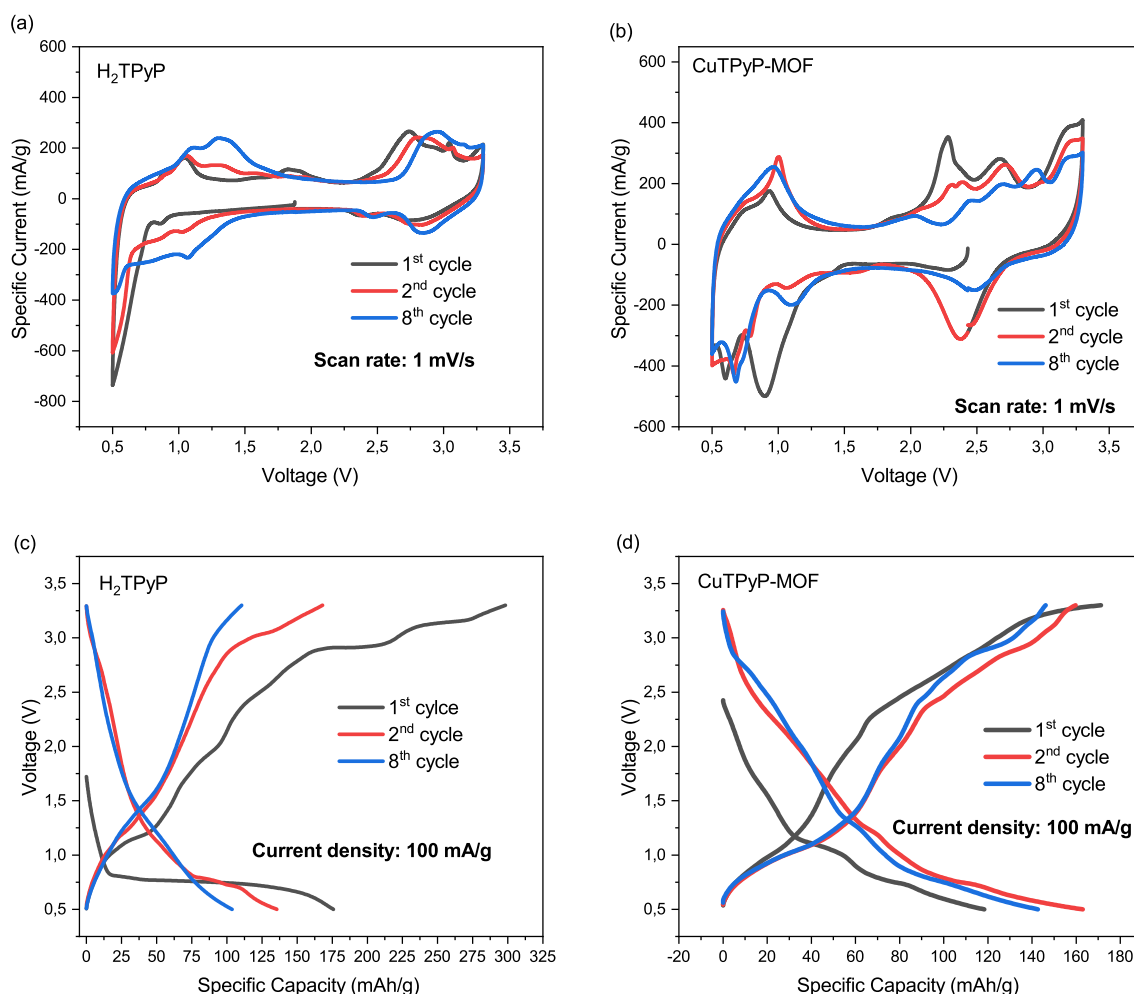 (a)
H2TPyP
600
400
200
0
-200
-400
-600
-800
Specific Current (mA/g)
1st cycle
2nd cycle
8th cycle
Scan rate: 1 mV/s
0,5 1,0 1,5 2,0 2,5 3,0 3,5
Voltage (V)
(b)
CuTPyP-MOF
600
400
200
0
-200
-400
-600
Specific Current (mA/g)
1st cycle
2nd cycle
8th cycle
Scan rate: 1 mV/s
0,5 1,0 1,5 2,0 2,5 3,0 3,5
Voltage (V)
(c)
H2TPyP
3,5
3,0
2,5
2,0
1,5
1,0
0,5
Voltage (V)
1st cylce
2nd cycle
8th cycle
Current density: 100 mA/g
0 25 50 75 100 125 150 175 200 225 250 275 300 325
Specific Capacity (mAh/g)
(d)
CuTPyP-MOF
3,5
3,0
2,5
2,0
1,5
1,0
0,5
Voltage (V)
1st cycle
2nd cycle
8th cycle
Current density: 100 mA/g
-20 0 20 40 60 80 100 120 140 160 180
Specific Capacity (mAh/g)